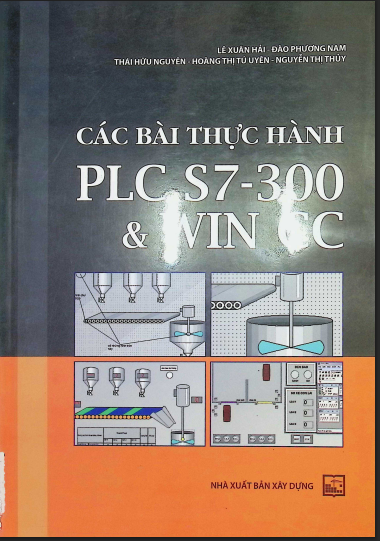 LÊ XUÂN HẢI - ĐÀO PHƯƠNG NAM
THÁI HỮU NGUYÊN - HOÀNG THỊ TÚ UYÊN - NGUYỄN THỊ THÚY
CÁC BÀI THỰC HÀNH
PLC S7-300
& WIN CC
NHÀ XUẤT BẢN XÂY DỰNG